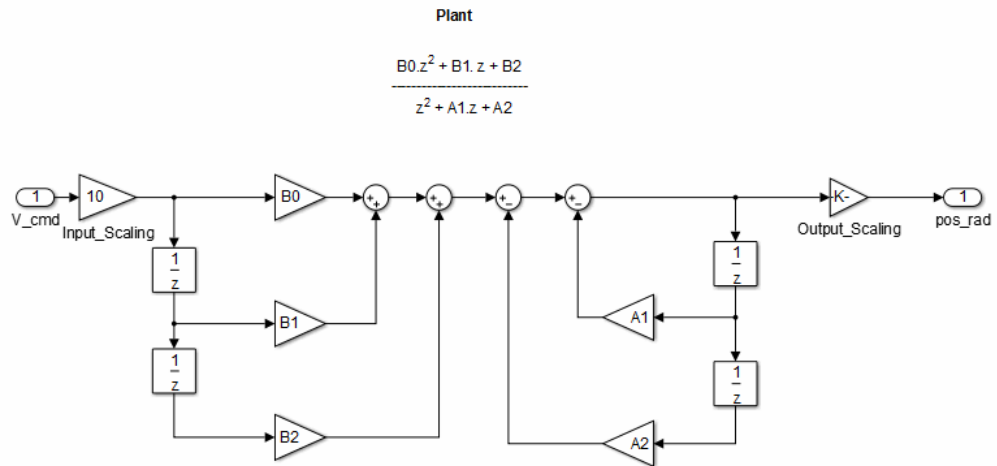 Plant
B0.z² + B1. z + B2
---------------------------
z² + A1.z + A2
1
V_cmd
10
Input_Scaling
B0
+
+
+
+
+
−
+
−
K-
Output_Scaling
1
pos_rad
1
z
1
z
B1
A1
1
z
1
z
B2
A2